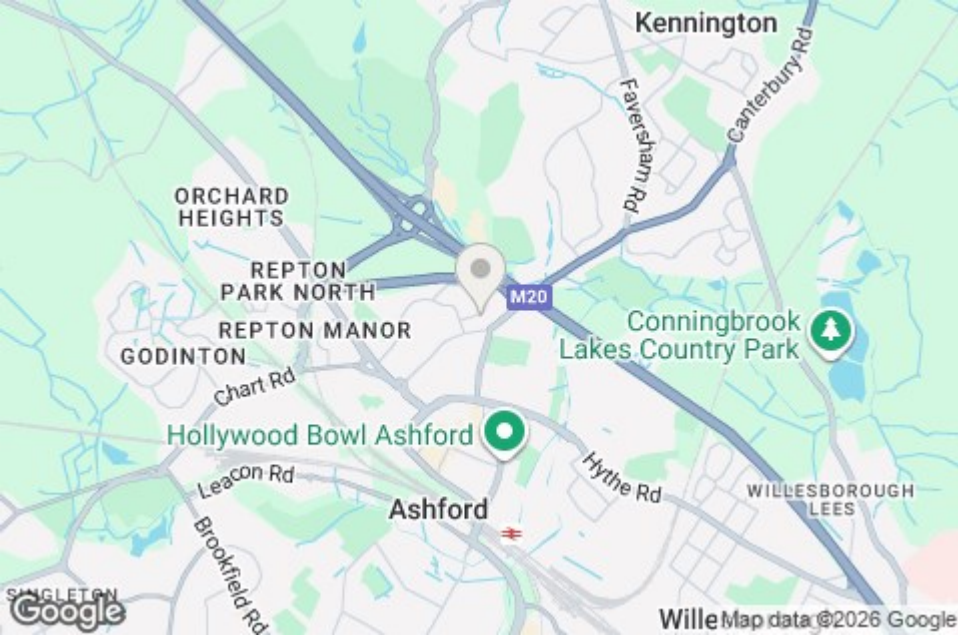 Kennington
Canterbury Rd
Faversham Rd
ORCHARD
HEIGHTS
REPTON
PARK NORTH
M20
REPTON MANOR
Conningbrook
Lakes Country Park
GODINTON
Chart Rd
Hollywood Bowl Ashford
Hythe Rd
Leacon Rd
WILLESBOROUGH
LEES
Ashford
Brookfield Rd
SINGLETON
Google
Wille
Map data ©2026 Google